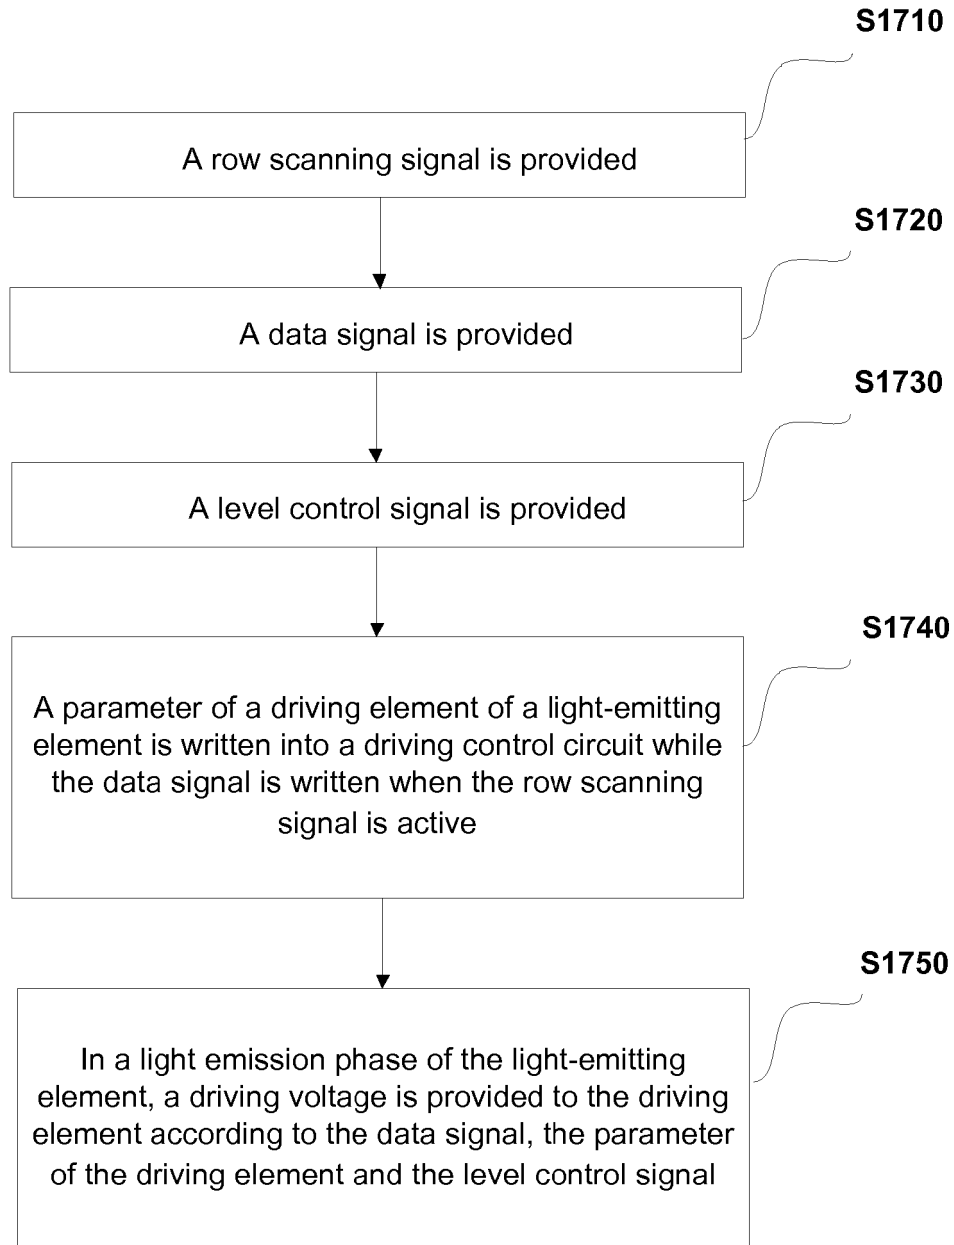 S1710
A row scanning signal is provided
S1720
A data signal is provided
S1730
A level control signal is provided
S1740
A parameter of a driving element of a light-emitting
element is written into a driving control circuit while
the data signal is written when the row scanning
signal is active
S1750
In a light emission phase of the light-emitting
element, a driving voltage is provided to the driving
element according to the data signal, the parameter
of the driving element and the level control signal